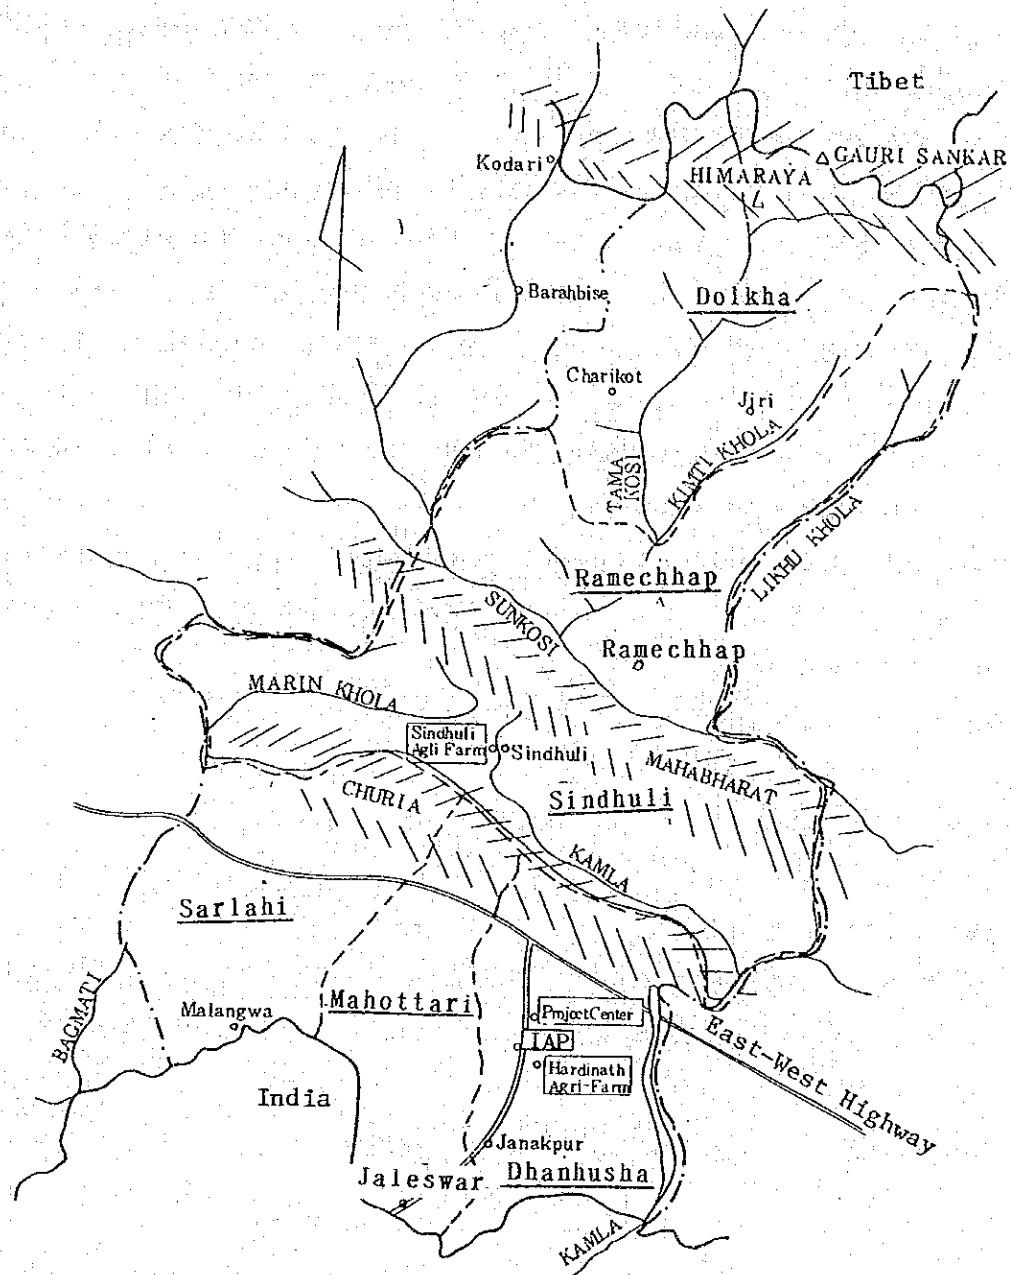 Tibet
GAURI SANKAR
Kodari
HIMARAYA
Barahbise
Dolkha
Charikot
Jiri
TAMA
KOSI
KIMTI KHOLA
LIKHU KHOLA
Ramechhap
SUNKOSI
Ramechhap
MARIN KHOLA
Sindhuli
Agli Farm
Sindhuli
MAHABHARAT
CHURIA
Sindhuli
KAMLA
Sarlahi
BAGMATI
Mahottari
Malangwa
Project Center
East-West Highway
IAP
Hardinath
Agri-Farm
India
Janakpur
Jaleswar
Dhanhusha
KAMLA